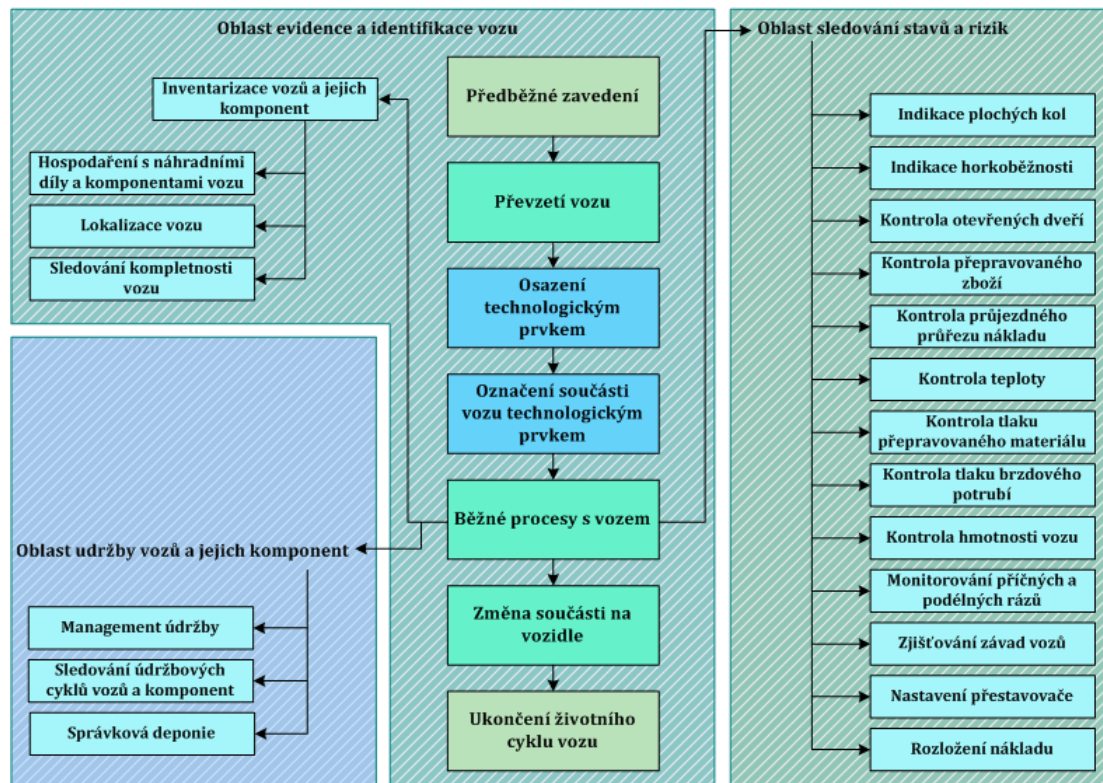 Oblast evidence a identifikace vozu
Inventarizace vozů a jejich
komponent
Hospodaření s náhradními
díly a komponentami vozu
Lokalizace vozu
Sledování kompletnosti
vozu
Předběžné zavedení
Převzetí vozu
Osazení
technologickým
prvkem
Označení součásti
vozu technologickým
prvkem
Běžné procesy s vozem
Změna součásti na
vozidle
Ukončení životního
cyklu vozu
Oblast udržby vozů a jejich komponent
Management údržby
Sledování údržbových
cyklů vozů a komponent
Správková deponie
Oblast sledování stavů a rizik
Indikace plochých kol
Indikace horkoběžnosti
Kontrola otevřených dveří
Kontrola přepravovaného
zboží
Kontrola průjezdného
průřezu nákladu
Kontrola teploty
Kontrola tlaku
přepravovaného materiálu
Kontrola tlaku brzdového
potrubí
Kontrola hmotnosti vozu
Monitorování příčných a
podélných rázů
Zjišťování závad vozů
Nastavení přestavovače
Rozložení nákladu